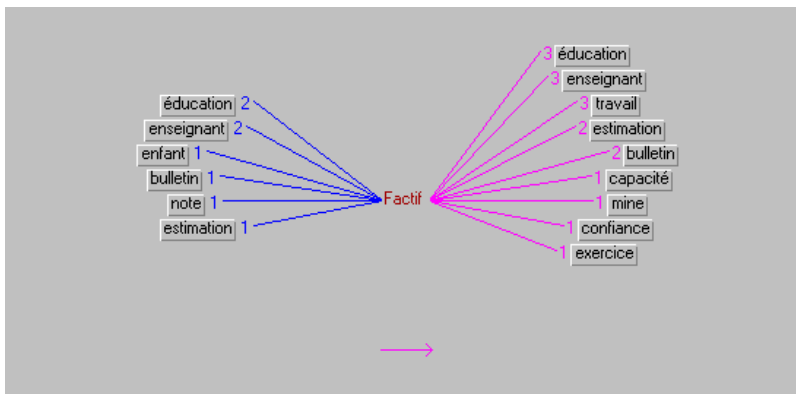 éducation 2
enseignant 2
enfant 1
bulletin 1
note 1
estimation 1
Factif
3 éducation
3 enseignant
3 travail
2 estimation
2 bulletin
1 capacité
1 mine
1 confiance
1 exercice